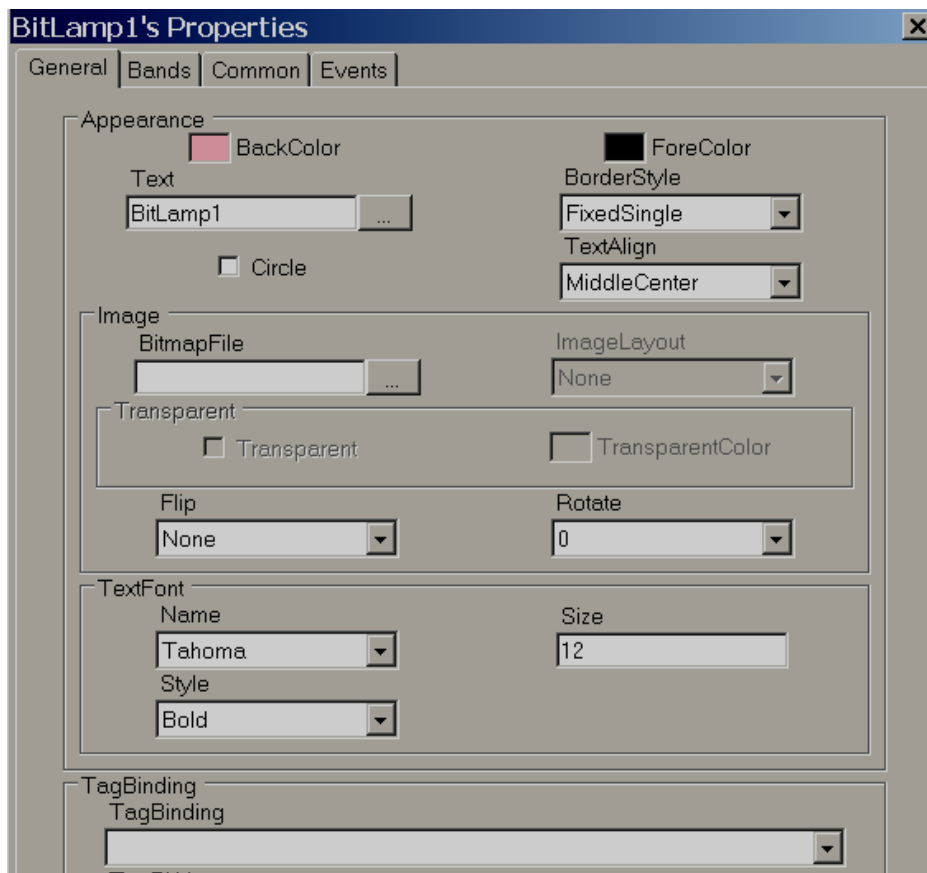 BitLamp1's Properties
General Bands Common Events
Appearance
BackColor ForeColor
Text BorderStyle
BitLamp1 ... FixedSingle
TextAlign
Circle
MiddleCenter
Image
BitmapFile ImageLayout
... None
Transparent
Transparent TransparentColor
Flip Rotate
None 0
TextFont
Name Size
Tahoma 12
Style
Bold
TagBinding
TagBinding